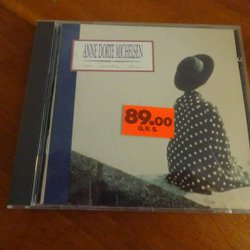 ANNE DORTE MICHELSEN
89.00
G.H.S.